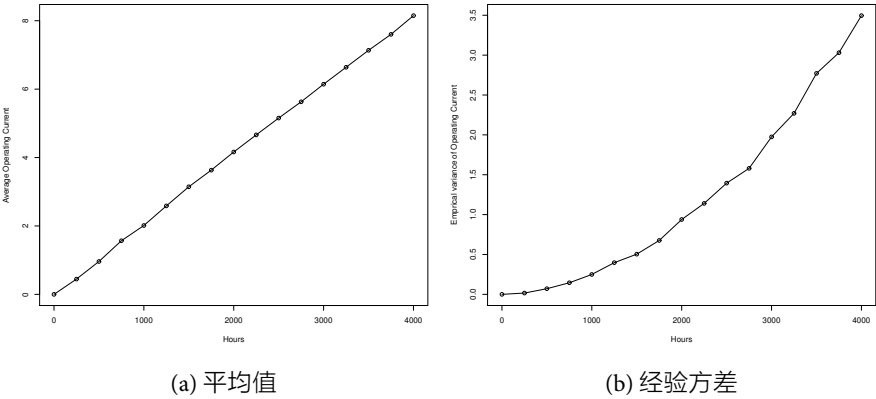 Average Operating Current
8
6
4
2
0
0 1000 2000 3000 4000
Hours
(a) 平均值
Emprical variance of Operating Current
3.5
3.0
2.5
2.0
1.5
1.0
0.5
0.0
0 1000 2000 3000 4000
Hours
(b) 经验方差